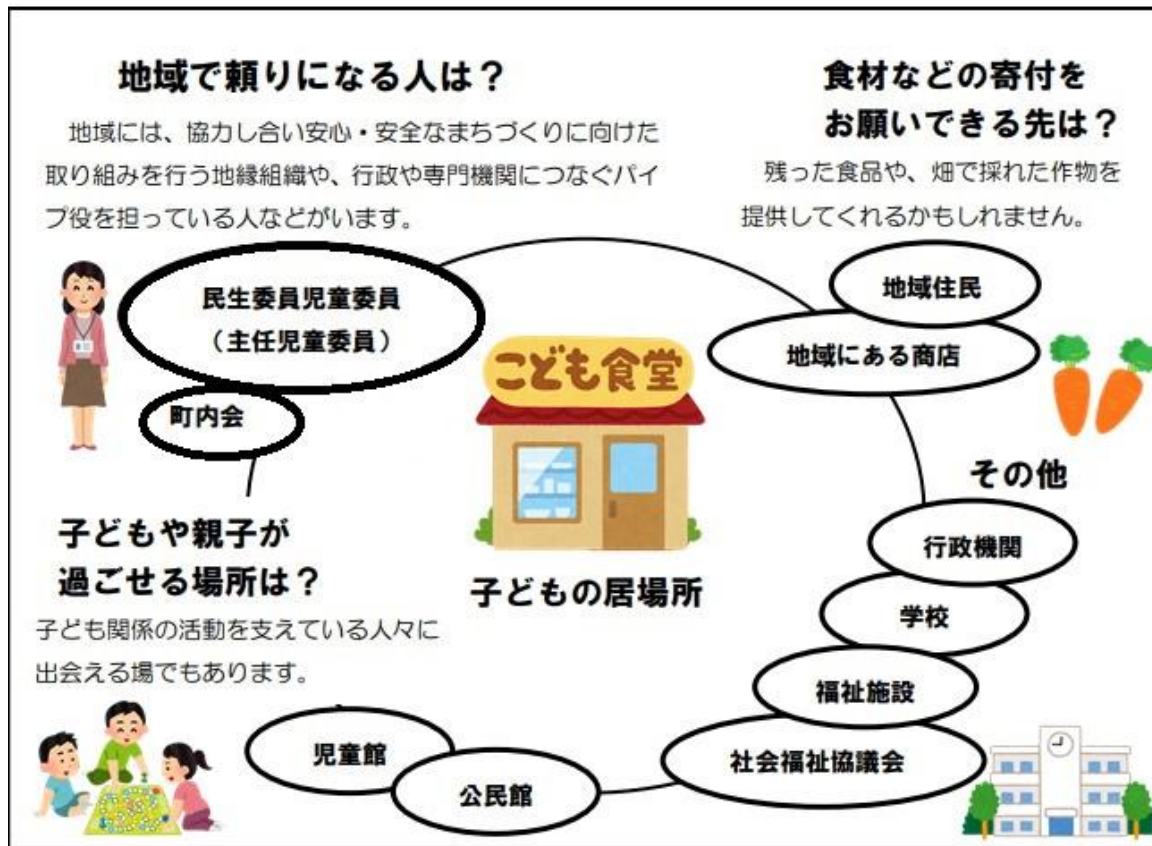 地域で頼りになる人は？
地域には、協力し合い安心・安全なまちづくりに向けた
取り組みを行う地縁組織や、行政や専門機関につなぐパイ
プ役を担っている人などがいます。
食材などの寄付を
お願いできる先は？
残った食品や、畑で採れた作物を
提供してくれるかもしれません。
民生委員児童委員
（主任児童委員）
町内会
地域住民
地域にある商店
こども食堂
子どもの居場所
その他
行政機関
学校
福祉施設
社会福祉協議会
子どもや親子が
過ごせる場所は？
子ども関係の活動を支えている人々に
出会える場でもあります。
児童館
公民館